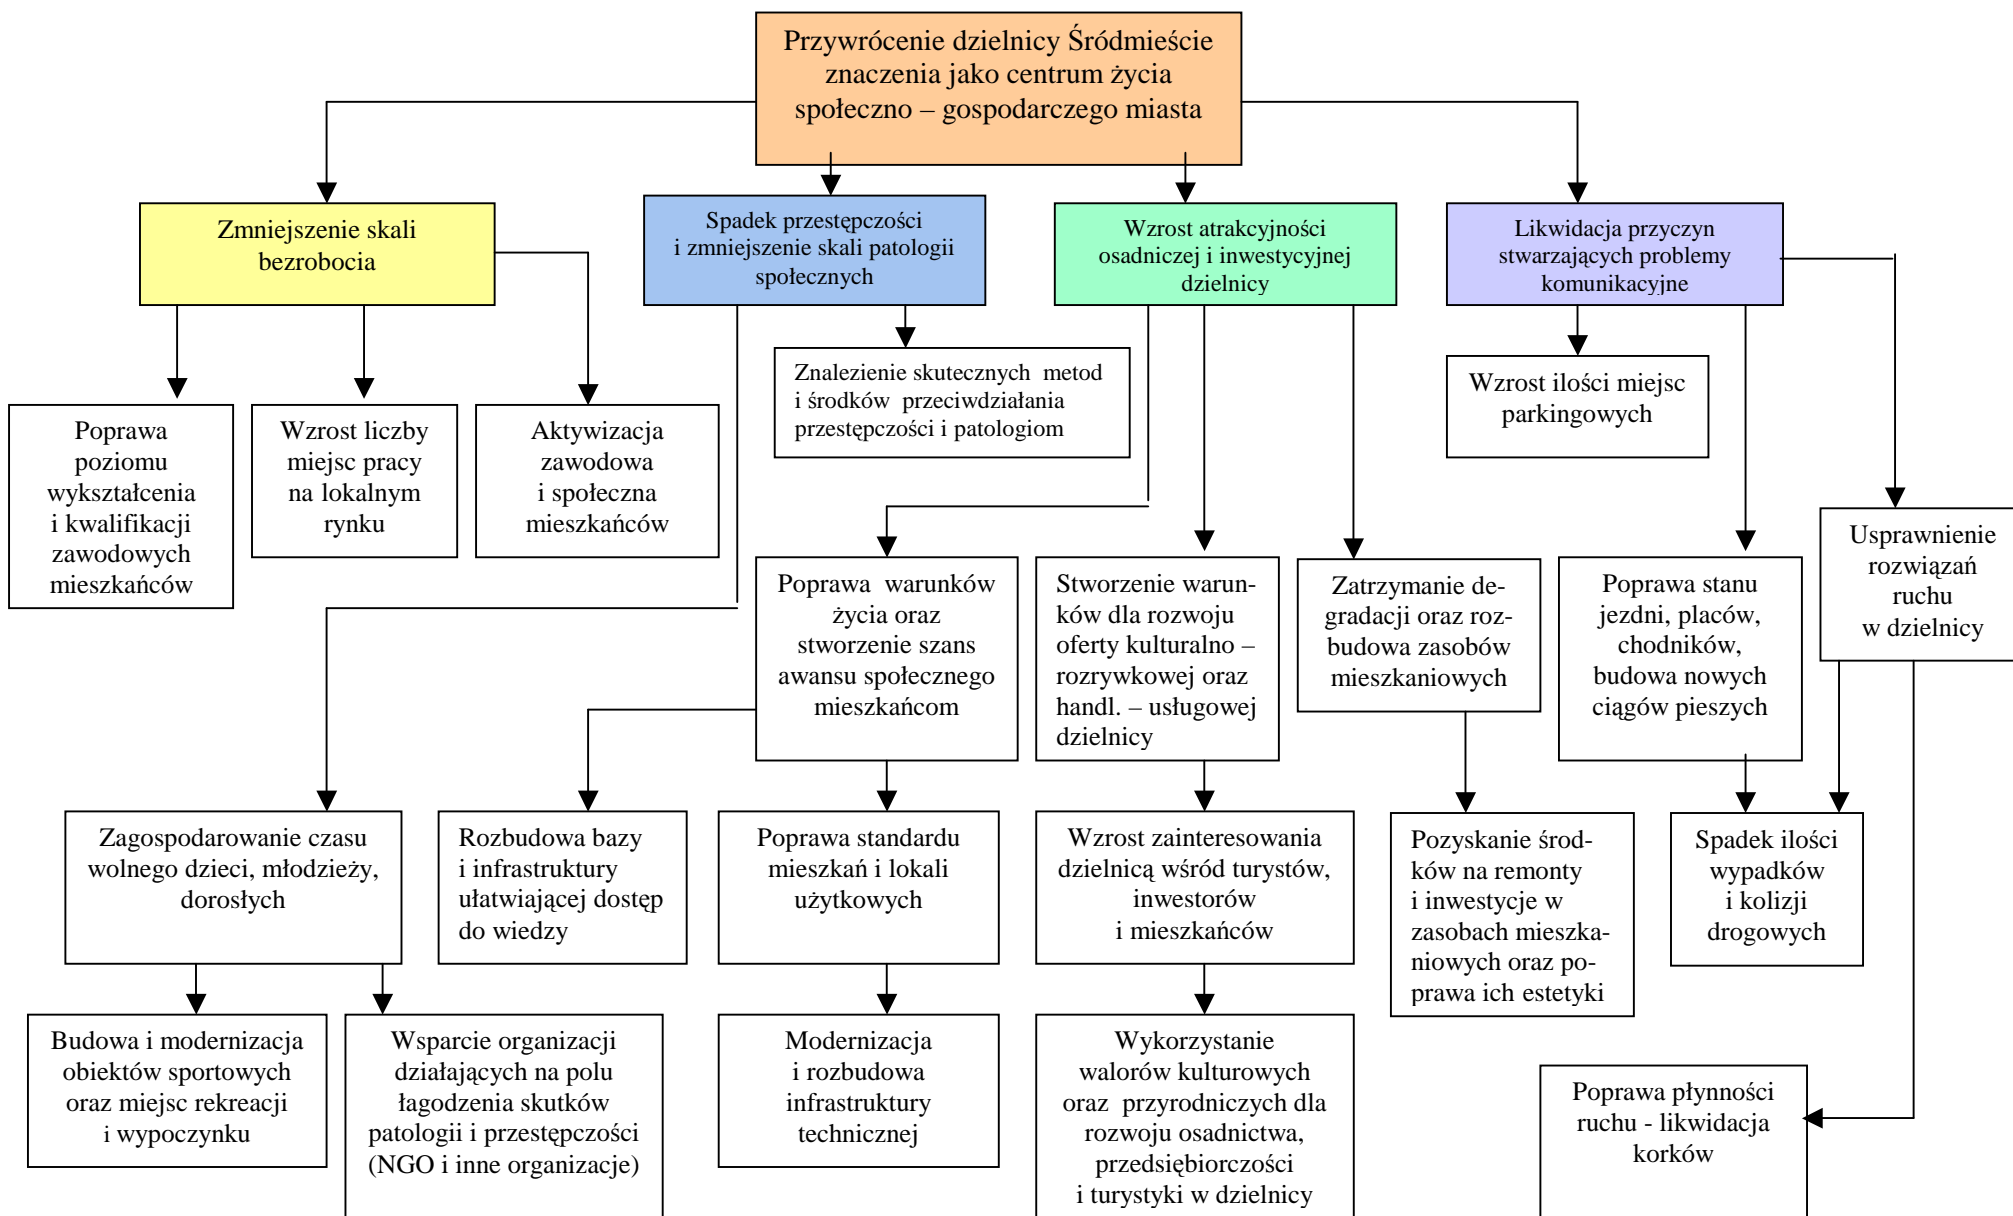 Przywrócenie dzielnicy Śródmieście
znaczenia jako centrum życia
społeczno – gospodarczego miasta
Zmniejszenie skali
bezrobocia
Spadek przestępczości
i zmniejszenie skali patologii
społecznych
Wzrost atrakcyjności
osadniczej i inwestycyjnej
dzielnicy
Likwidacja przyczyn
stwarzających problemy
komunikacyjne
Poprawa
poziomu
wykształcenia
i kwalifikacji
zawodowych
mieszkańców
Wzrost liczby
miejsc pracy
na lokalnym
rynku
Aktywizacja
zawodowa
i społeczna
mieszkańców
Znalezienie skutecznych  metod
i środków  przeciwdziałania
przestępczości i patologiom
Wzrost ilości miejsc
parkingowych
Usprawnienie
rozwiązań
ruchu
w dzielnicy
Poprawa  warunków
życia oraz
stworzenie szans
awansu społecznego
mieszkańcom
Stworzenie warun-
ków dla rozwoju
oferty kulturalno –
rozrywkowej oraz
handl. – usługowej
dzielnicy
Zatrzymanie de-
gradacji oraz roz-
budowa zasobów
mieszkaniowych
Poprawa stanu
jezdni, placów,
chodników,
budowa nowych
ciągów pieszych
Zagospodarowanie czasu
wolnego dzieci, młodzieży,
dorosłych
Rozbudowa bazy
i infrastruktury
ułatwiającej dostęp
do wiedzy
Poprawa standardu
mieszkań i lokali
użytkowych
Wzrost zainteresowania
dzielnicą wśród turystów,
inwestorów
i mieszkańców
Pozyskanie środ-
ków na remonty
i inwestycje w
zasobach mieszka-
niowych oraz po-
prawa ich estetyki
Spadek ilości
wypadków
i kolizji
drogowych
Budowa i modernizacja
obiektów sportowych
oraz miejsc rekreacji
i wypoczynku
Wsparcie organizacji
działających na polu
łagodzenia skutków
patologii i przestępczości
(NGO i inne organizacje)
Modernizacja
i rozbudowa
infrastruktury
technicznej
Wykorzystanie
walorów kulturowych
oraz  przyrodniczych dla
rozwoju osadnictwa,
przedsiębiorczości
i turystyki w dzielnicy
Poprawa płynności
ruchu - likwidacja
korków